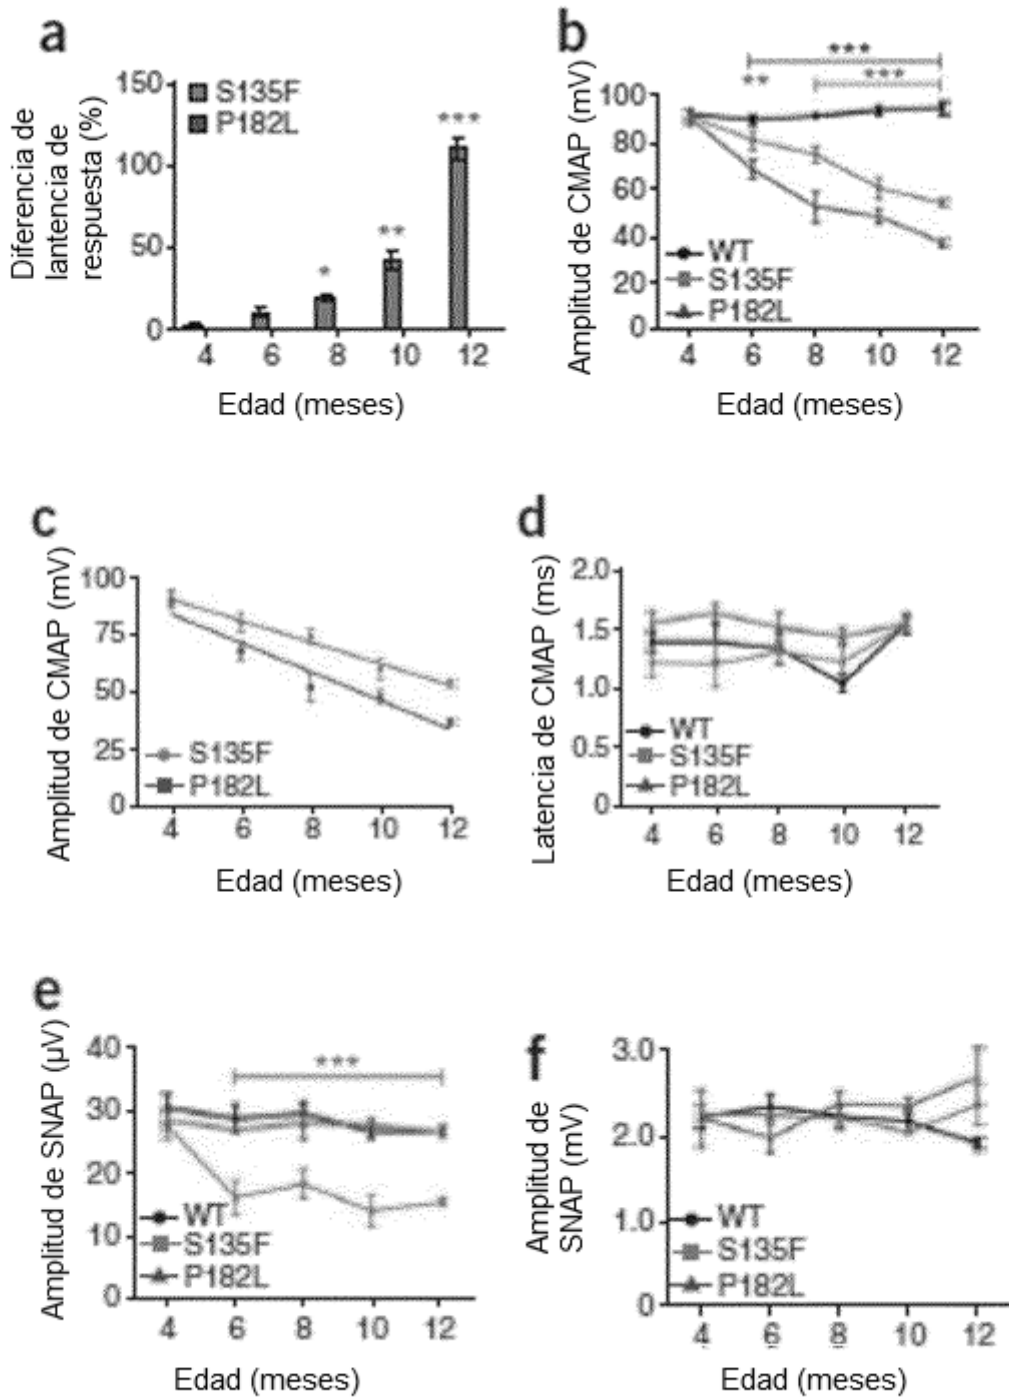 a
Diferencia de
lantencia de
respuesta (%)
150
100
50
0
S135F
P182L
*
**
***
4 6 8 10 12
Edad (meses)
b
Amplitud de CMAP (mV)
100
80
60
40
20
0
***
**
***
WT
S135F
P182L
4 6 8 10 12
Edad (meses)
c
Amplitud de CMAP (mV)
100
75
50
25
0
S135F
P182L
4 6 8 10 12
Edad (meses)
d
Latencia de CMAP (ms)
2.0
1.5
1.0
0.5
0
WT
S135F
P182L
4 6 8 10 12
Edad (meses)
e
Amplitud de SNAP (µV)
40
30
20
10
0
***
WT
S135F
P182L
4 6 8 10 12
Edad (meses)
f
Amplitud de
SNAP (mV)
3.0
2.0
1.0
0
WT
S135F
P182L
4 6 8 10 12
Edad (meses)